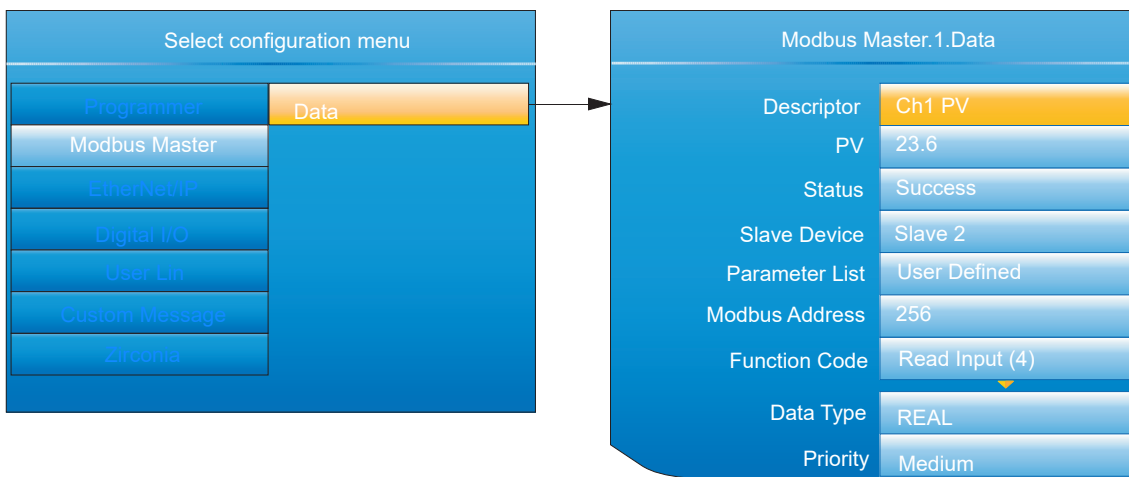 Select configuration menu
Programmer
Data
Modbus Master
EtherNet/IP
Digital I/O
User Lin
Custom Message
Zirconia
Modbus Master.1.Data
Descriptor Ch1 PV
PV 23.6
Status Success
Slave Device Slave 2
Parameter List User Defined
Modbus Address 256
Function Code Read Input (4)
Data Type REAL
Priority Medium